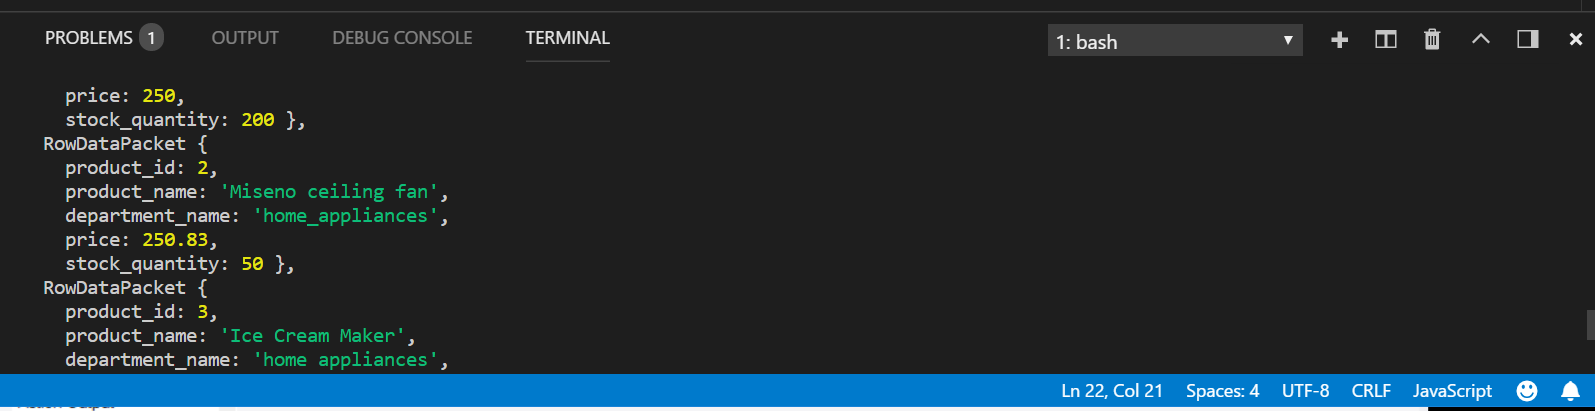 PROBLEMS 1 OUTPUT DEBUG CONSOLE TERMINAL 1: bash
price: 250,
stock_quantity: 200 },
RowDataPacket {
product_id: 2,
product_name: 'Miseno ceiling fan',
department_name: 'home_appliances',
price: 250.83,
stock_quantity: 50 },
RowDataPacket {
product_id: 3,
product_name: 'Ice Cream Maker',
department_name: 'home appliances',
Ln 22, Col 21 Spaces: 4 UTF-8 CRLF JavaScript